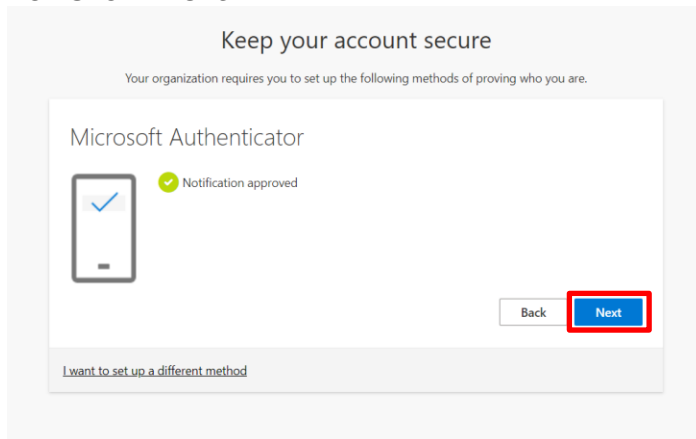 Keep your account secure
Your organization requires you to set up the following methods of proving who you are.
Microsoft Authenticator
Notification approved
Back
Next
I want to set up a different method